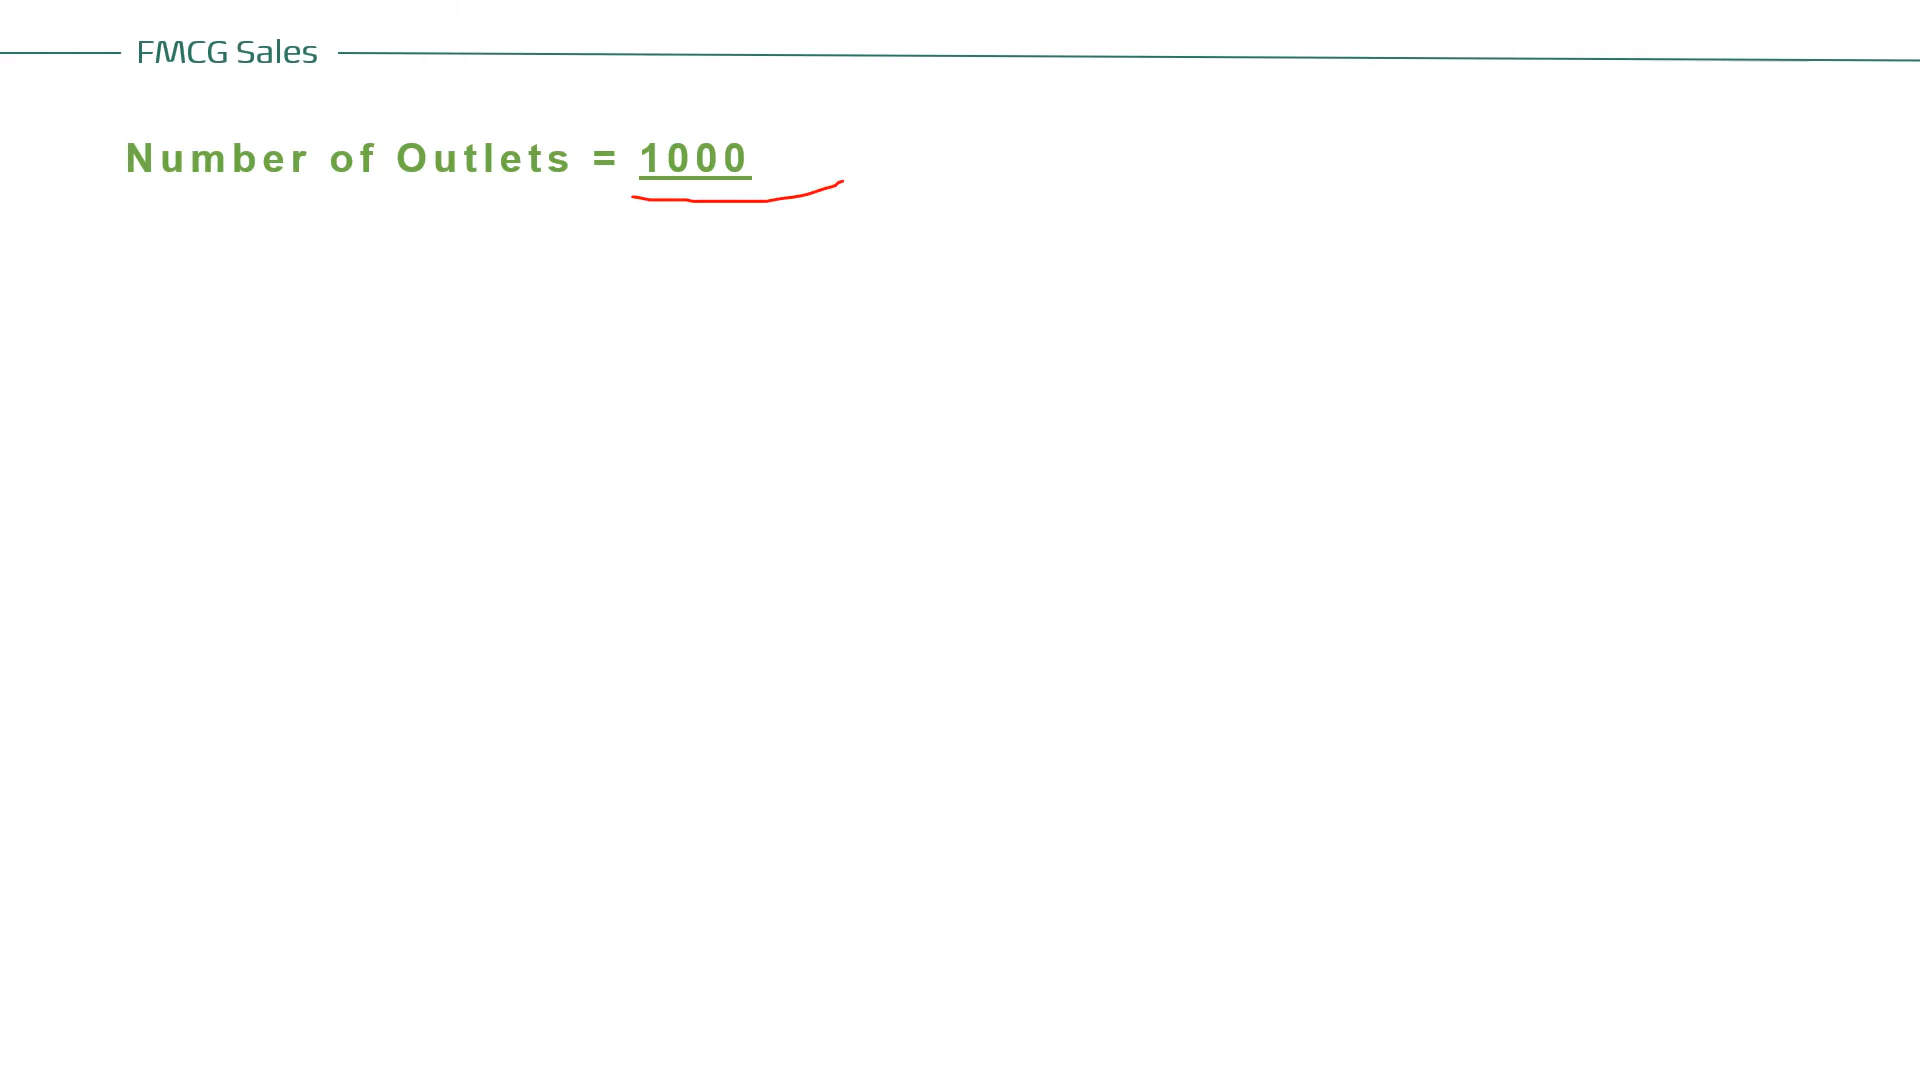 FMCG Sales
Number of Outlets = 1000